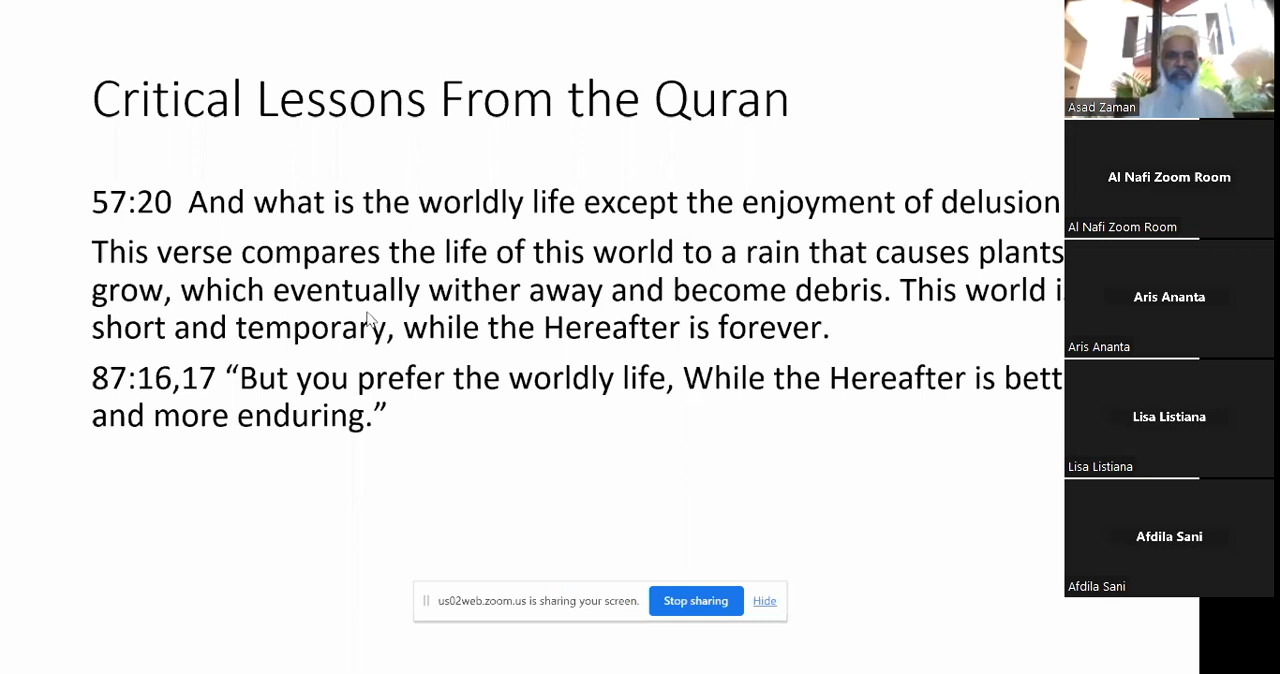 Critical Lessons From the Quran
57:20 And what is the worldly life except the enjoyment of delusion
This verse compares the life of this world to a rain that causes plants
grow, which eventually wither away and become debris. This world
short and temporary, while the Hereafter is forever.
87:16,17 “But you prefer the worldly life, While the Hereafter is bett
and more enduring.”
us02web.zoom.us is sharing your screen.
Stop sharing
Hide
Asad Zaman
Al Nafi Zoom Room
Al Nafi Zoom Room
Aris Ananta
Aris Ananta
Lisa Listiana
Lisa Listiana
Afdila Sani
Afdila Sani